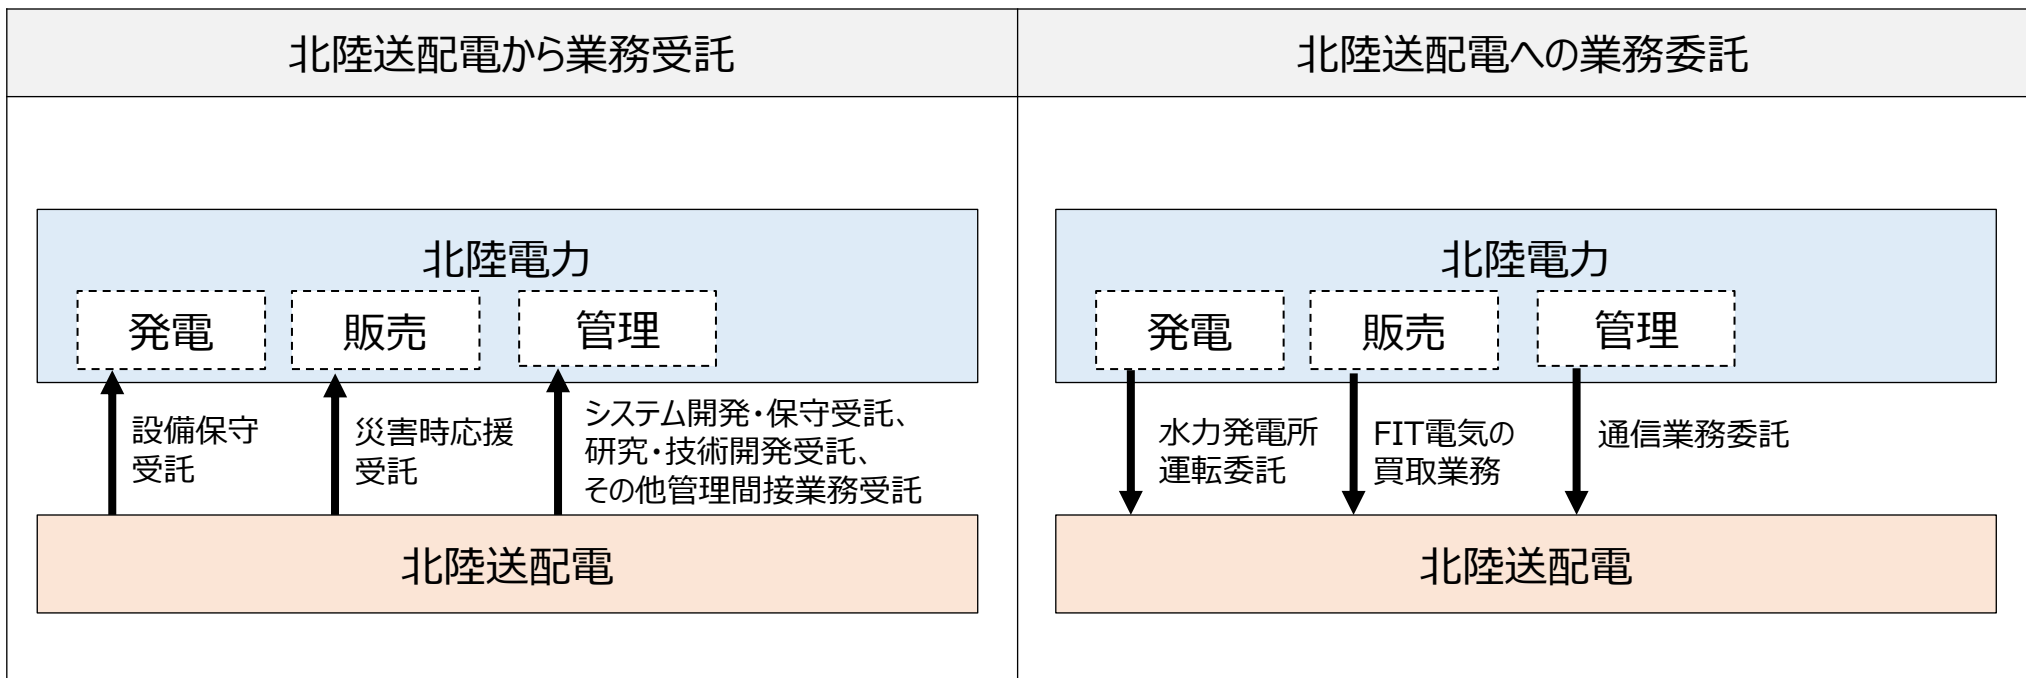 北陸送配電から業務受託
北陸電力
発電
販売
管理
設備保守
受託
災害時応援
受託
システム開発・保守受託、
研究・技術開発受託、
その他管理間接業務受託
北陸送配電
北陸送配電への業務委託
北陸電力
発電
販売
管理
水力発電所
運転委託
FIT電気の
買取業務
通信業務委託
北陸送配電